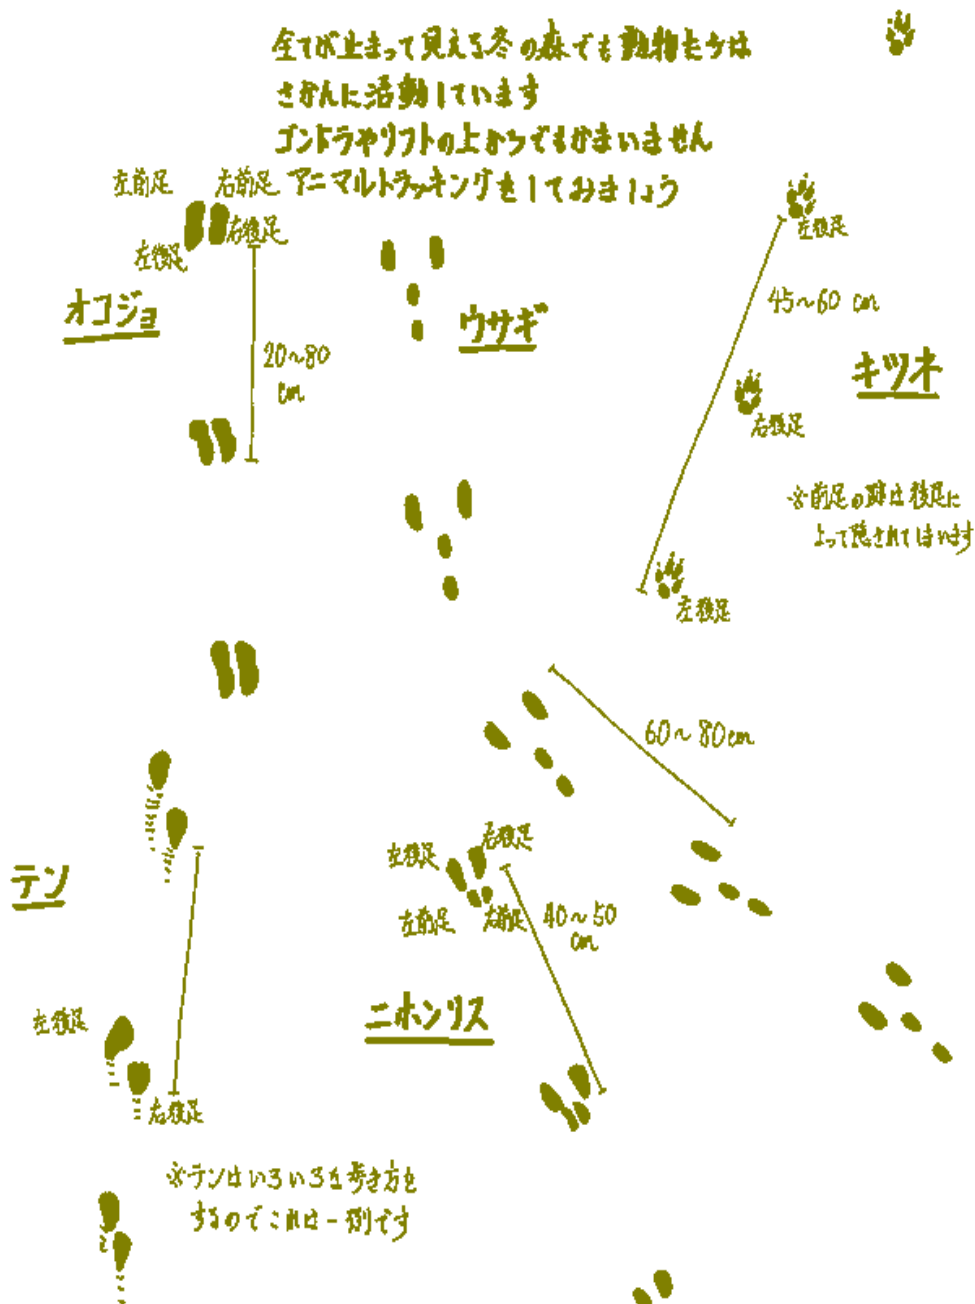 全てが止まって見える冬の森でも動物たちは
さかんに活動しています
ゴンドラやリフトの上からでもかまいません
アニマルトラッキングをしてみましょう
左前足 右前足
左後足 右後足
オコジョ
20~80
cm
ウサギ
左後足
45~60 cm
キツネ
右後足
※前足の跡は後足に
よって隠されてしまいます
左後足
60~80cm
テン
左後足
右後足
※テンはいろいろな歩き方を
するのでこれは一例です
左後足 右後足
左前足 右前足
40~50
cm
ニホンリス